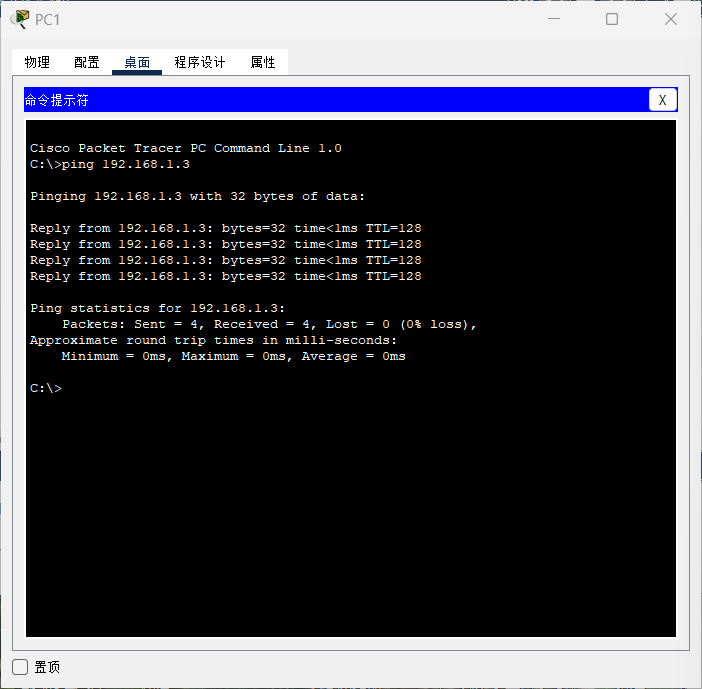 PC1
物理 配置 桌面 程序设计 属性
命令提示符 X
Cisco Packet Tracer PC Command Line 1.0
C:\>ping 192.168.1.3
Pinging 192.168.1.3 with 32 bytes of data:
Reply from 192.168.1.3: bytes=32 time<1ms TTL=128
Reply from 192.168.1.3: bytes=32 time<1ms TTL=128
Reply from 192.168.1.3: bytes=32 time<1ms TTL=128
Reply from 192.168.1.3: bytes=32 time<1ms TTL=128
Ping statistics for 192.168.1.3:
    Packets: Sent = 4, Received = 4, Lost = 0 (0% loss),
Approximate round trip times in milli-seconds:
    Minimum = 0ms, Maximum = 0ms, Average = 0ms
C:\>
置顶